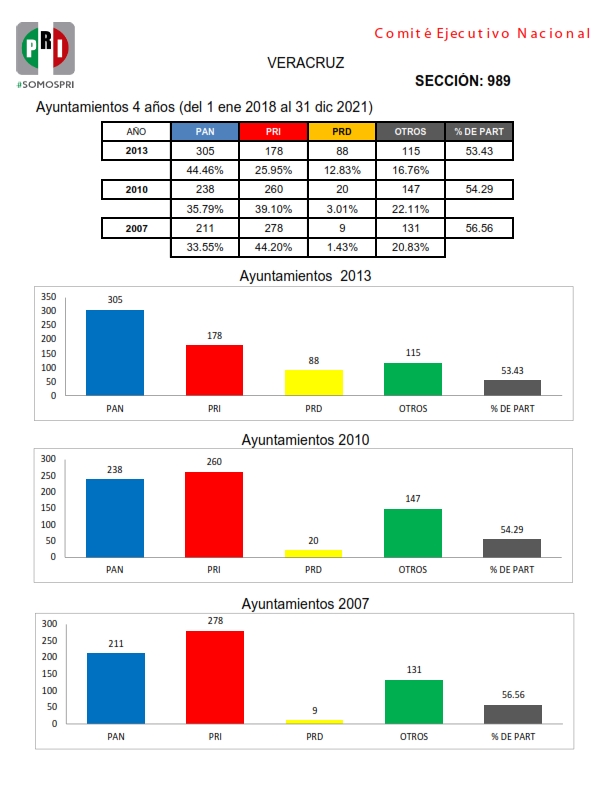 Comité Ejecutivo Nacional
PRI
#SOMOSPRI
VERACRUZ
SECCIÓN: 989
Ayuntamientos 4 años (del 1 ene 2018 al 31 dic 2021)
AÑO PAN PRI PRD OTROS % DE PART
2013 305 178 88 115 53.43
44.46% 25.95% 12.83% 16.76%
2010 238 260 20 147 54.29
35.79% 39.10% 3.01% 22.11%
2007 211 278 9 131 56.56
33.55% 44.20% 1.43% 20.83%
Ayuntamientos 2013
350
300
250
200
150
100
50
0
305 178 88 115 53.43
PAN PRI PRD OTROS % DE PART
Ayuntamientos 2010
300
250
200
150
100
50
0
238 260 20 147 54.29
PAN PRI PRD OTROS % DE PART
Ayuntamientos 2007
300
250
200
150
100
50
0
211 278 9 131 56.56
PAN PRI PRD OTROS % DE PART